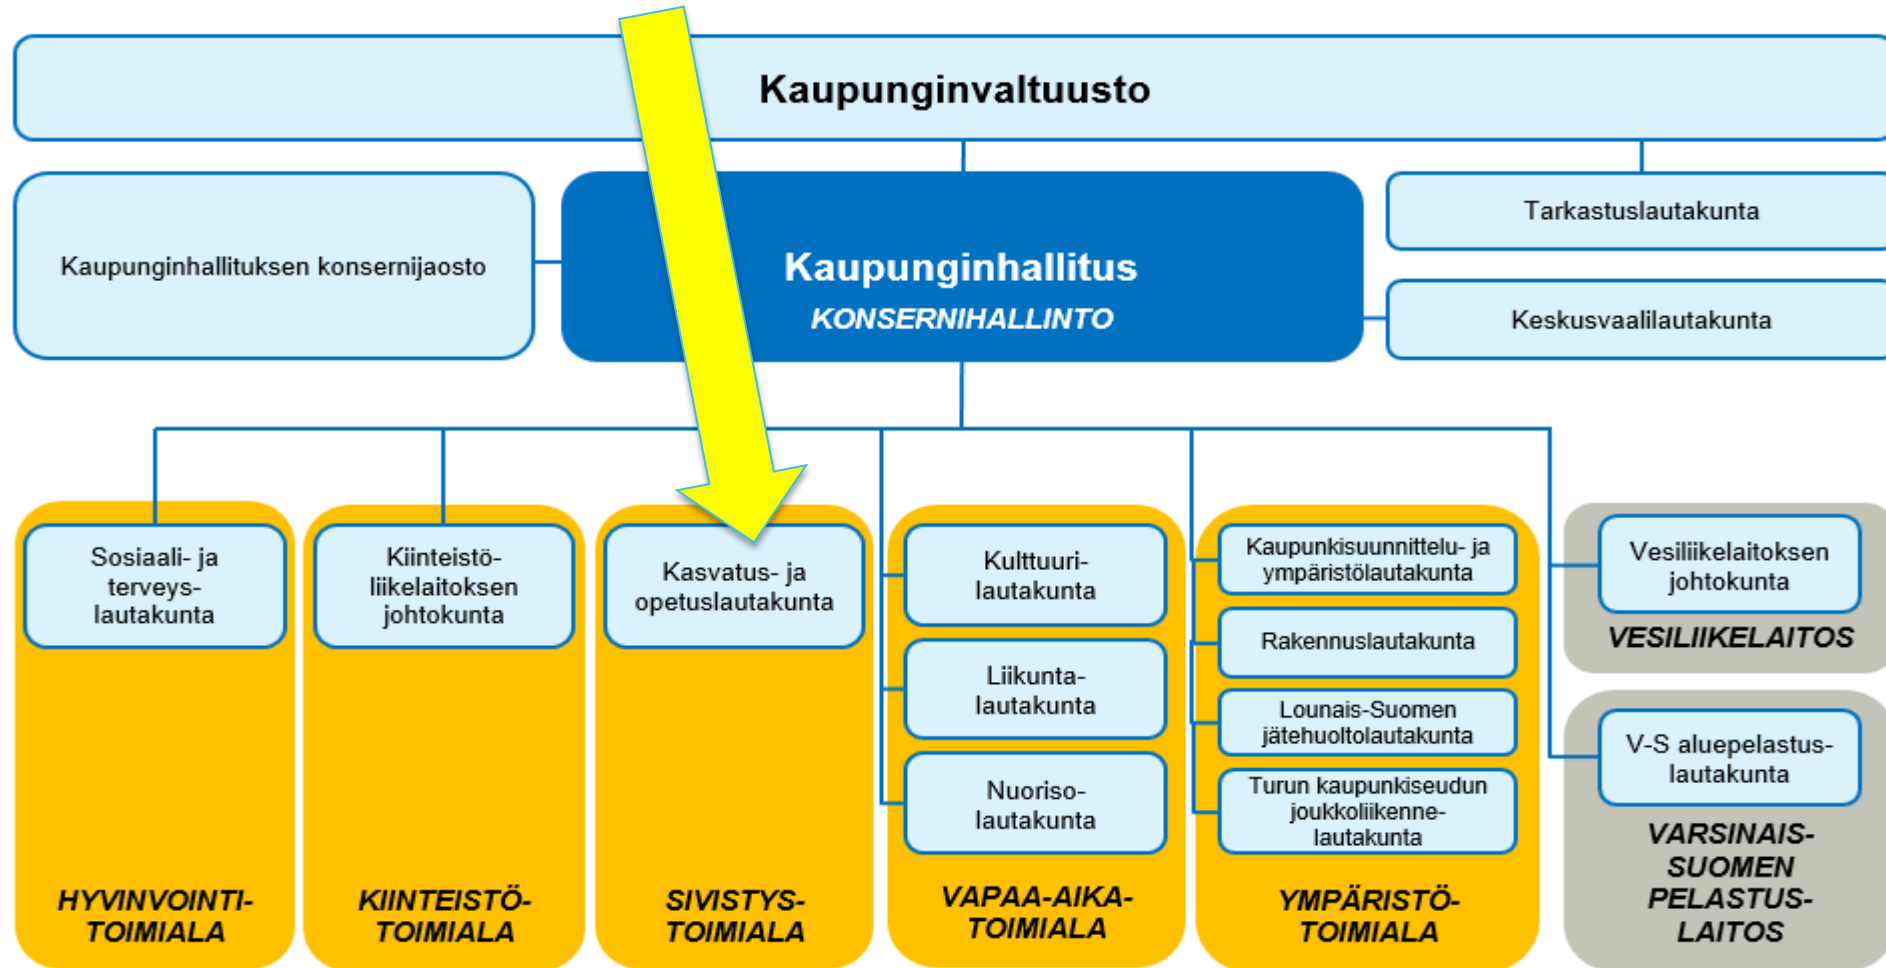 Kaupunginvaltuusto
Kaupunginhallituksen konsernijaosto
Kaupunginhallitus
KONSERNIHALLINTO
Tarkastuslautakunta
Keskusvaalilautakunta
Sosiaali- ja
terveys-
lautakunta
HYVINVOINTI-
TOIMIALA
Kiinteistö-
liikelaitoksen
johtokunta
KIINTEISTÖ-
TOIMIALA
Kasvatus- ja
opetuslautakunta
SIVISTYS-
TOIMIALA
Kulttuuri-
lautakunta
Liikunta-
lautakunta
Nuoriso-
lautakunta
VAPAA-AIKA-
TOIMIALA
Kaupunkisuunnittelu- ja
ympäristölautakunta
Rakennuslautakunta
Lounais-Suomen
jätehuoltolautakunta
Turun kaupunkiseudun
joukkoliikenne-
lautakunta
YMPÄRISTÖ-
TOIMIALA
Vesiliikelaitoksen
johtokunta
VESILIIKELAITOS
V-S aluepelastus-
lautakunta
VARSINAIS-
SUOMEN
PELASTUS-
LAITOS